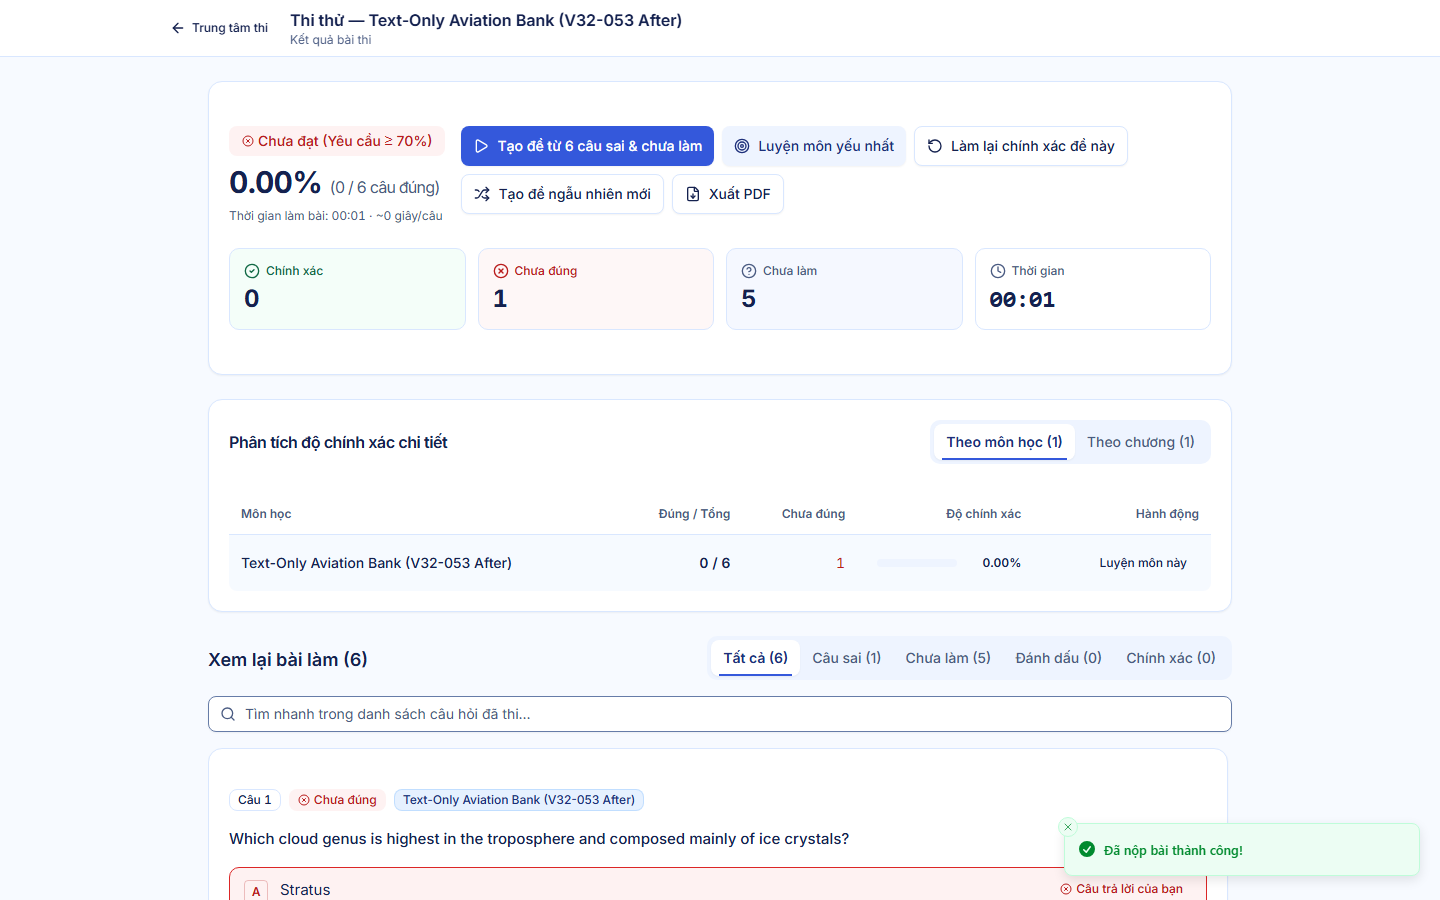 Trung tâm thi
Thi thử — Text-Only Aviation Bank (V32-053 After)
Kết quả bài thi
Chưa đạt (Yêu cầu ≥ 70%)
0.00% (0 / 6 câu đúng)
Thời gian làm bài: 00:01 · ~0 giây/câu
Tạo đề từ 6 câu sai & chưa làm
Luyện môn yếu nhất
Làm lại chính xác đề này
Tạo đề ngẫu nhiên mới
Xuất PDF
Chính xác
0
Chưa đúng
1
Chưa làm
5
Thời gian
00:01
Phân tích độ chính xác chi tiết
Theo môn học (1)
Theo chương (1)
Môn học Đúng / Tổng Chưa đúng Độ chính xác Hành động
Text-Only Aviation Bank (V32-053 After) 0 / 6 1 0.00% Luyện môn này
Xem lại bài làm (6)
Tất cả (6)
Câu sai (1)
Chưa làm (5)
Đánh dấu (0)
Chính xác (0)
Tìm nhanh trong danh sách câu hỏi đã thi...
Câu 1
Chưa đúng
Text-Only Aviation Bank (V32-053 After)
Which cloud genus is highest in the troposphere and composed mainly of ice crystals?
A Stratus
Câu trả lời của bạn
Đã nộp bài thành công!